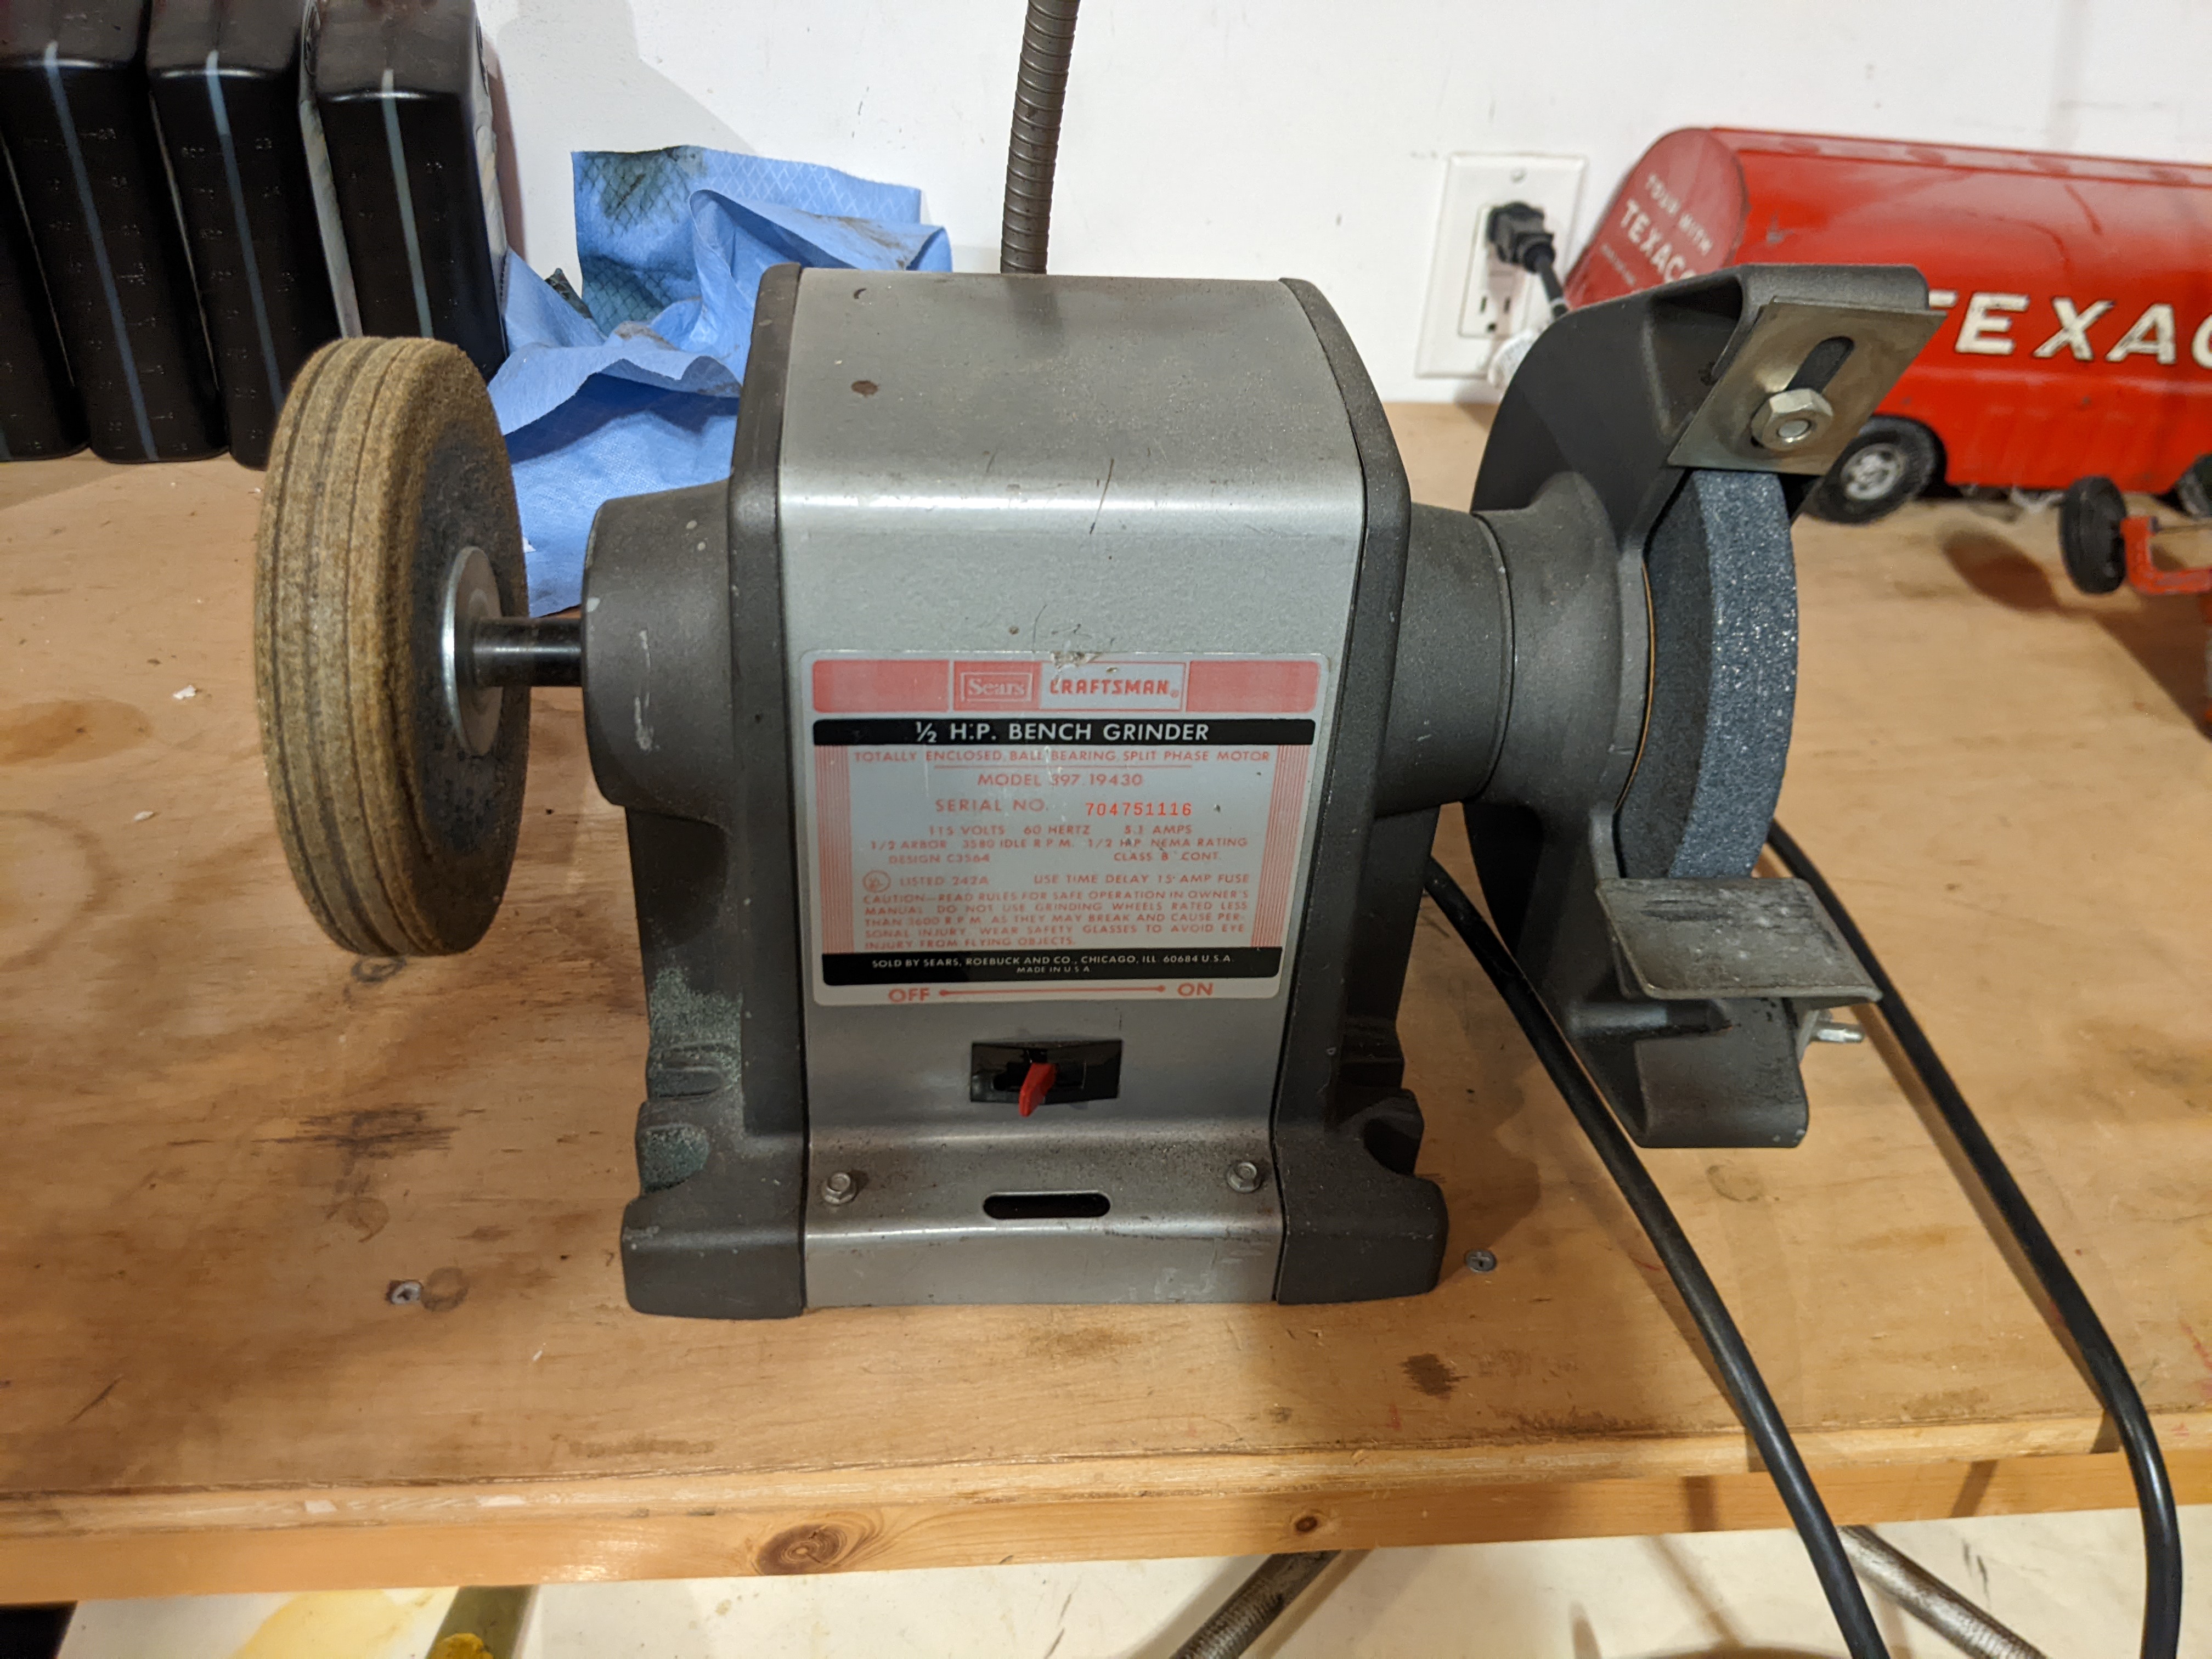 YOUR WITH
TEXACO
TEXAC
Sears CRAFTSMAN®
1/2 H.P. BENCH GRINDER
TOTALLY ENCLOSED, BALL BEARING, SPLIT PHASE MOTOR
MODEL 397.19430
SERIAL NO. 704751116
115 VOLTS 60 HERTZ 5.1 AMPS
1/2 ARBOR 3580 IDLE R.P.M. 1/2 H.P. NEMA RATING
DESIGN C3564 CLASS B CONT.
LISTED 242A USE TIME DELAY 15 AMP FUSE
CAUTION—READ RULES FOR SAFE OPERATION IN OWNER'S
MANUAL. DO NOT USE GRINDING WHEELS RATED LESS
THAN 3600 R.P.M. AS THEY MAY BREAK AND CAUSE PER-
SONAL INJURY. WEAR SAFETY GLASSES TO AVOID EYE
INJURY FROM FLYING OBJECTS.
SOLD BY SEARS, ROEBUCK AND CO., CHICAGO, ILL. 60684 U.S.A.
MADE IN U.S.A.
OFF ON